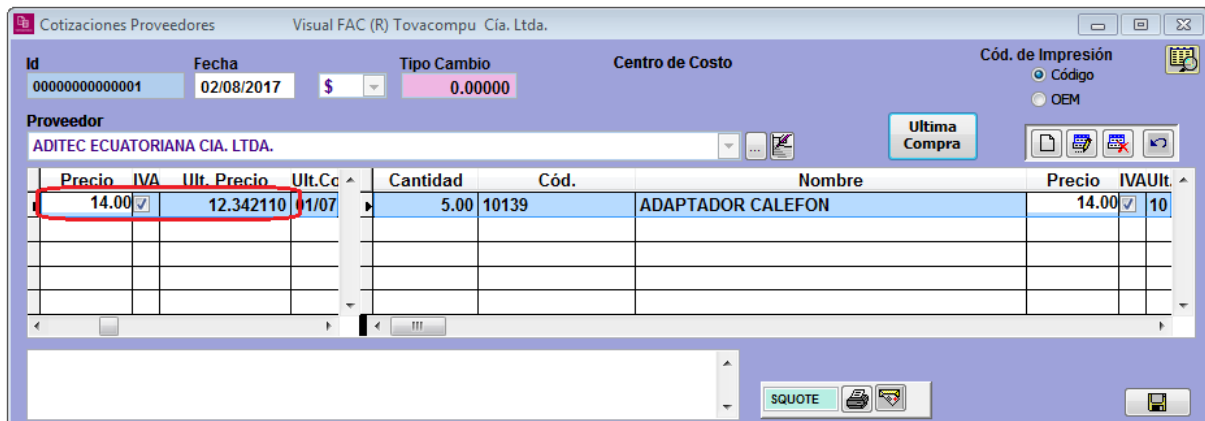 Cotizaciones Proveedores Visual FAC (R) Tovacompu Cía. Ltda.
Id Fecha Tipo Cambio Centro de Costo Cód. de Impresión
00000000000001 02/08/2017 $ 0.00000 Código
OEM
Proveedor
ADITEC ECUATORIANA CIA. LTDA. ... Ultima Compra
Precio IVA Ult. Precio Ult.Co Cantidad Cód. Nombre Precio IVA Ult.
14.00 12.342110 01/07 5.00 10139 ADAPTADOR CALEFON 14.00 10
SQUOTE